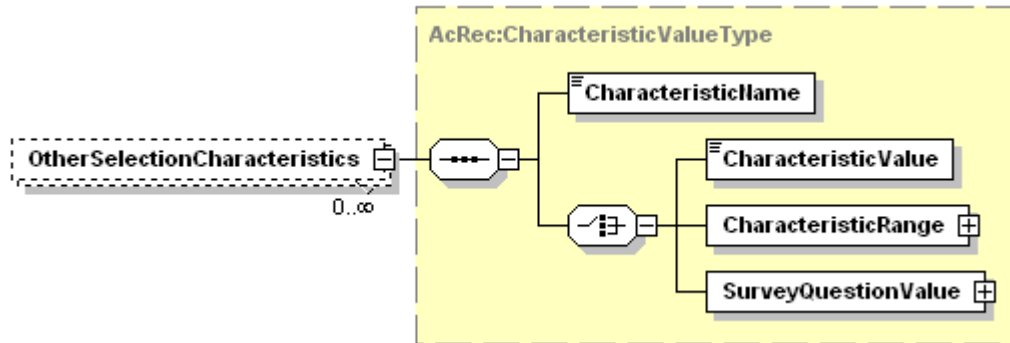 AcRec:CharacteristicValueType
CharacteristicName
OtherSelectionCharacteristics
0..∞
CharacteristicValue
CharacteristicRange
SurveyQuestionValue